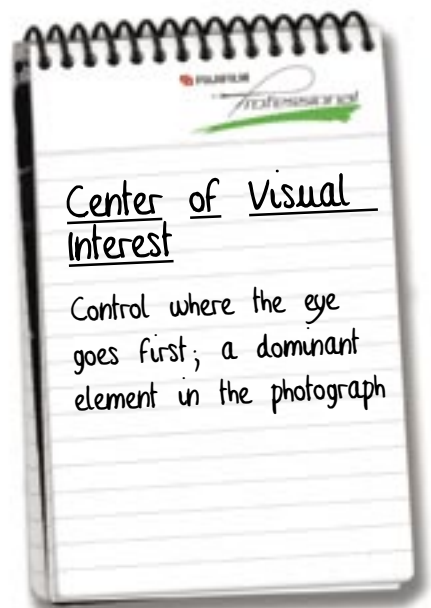 FUJIFILM
Professional
Center of Visual
Interest
Control where the eye
goes first; a dominant
element in the photograph